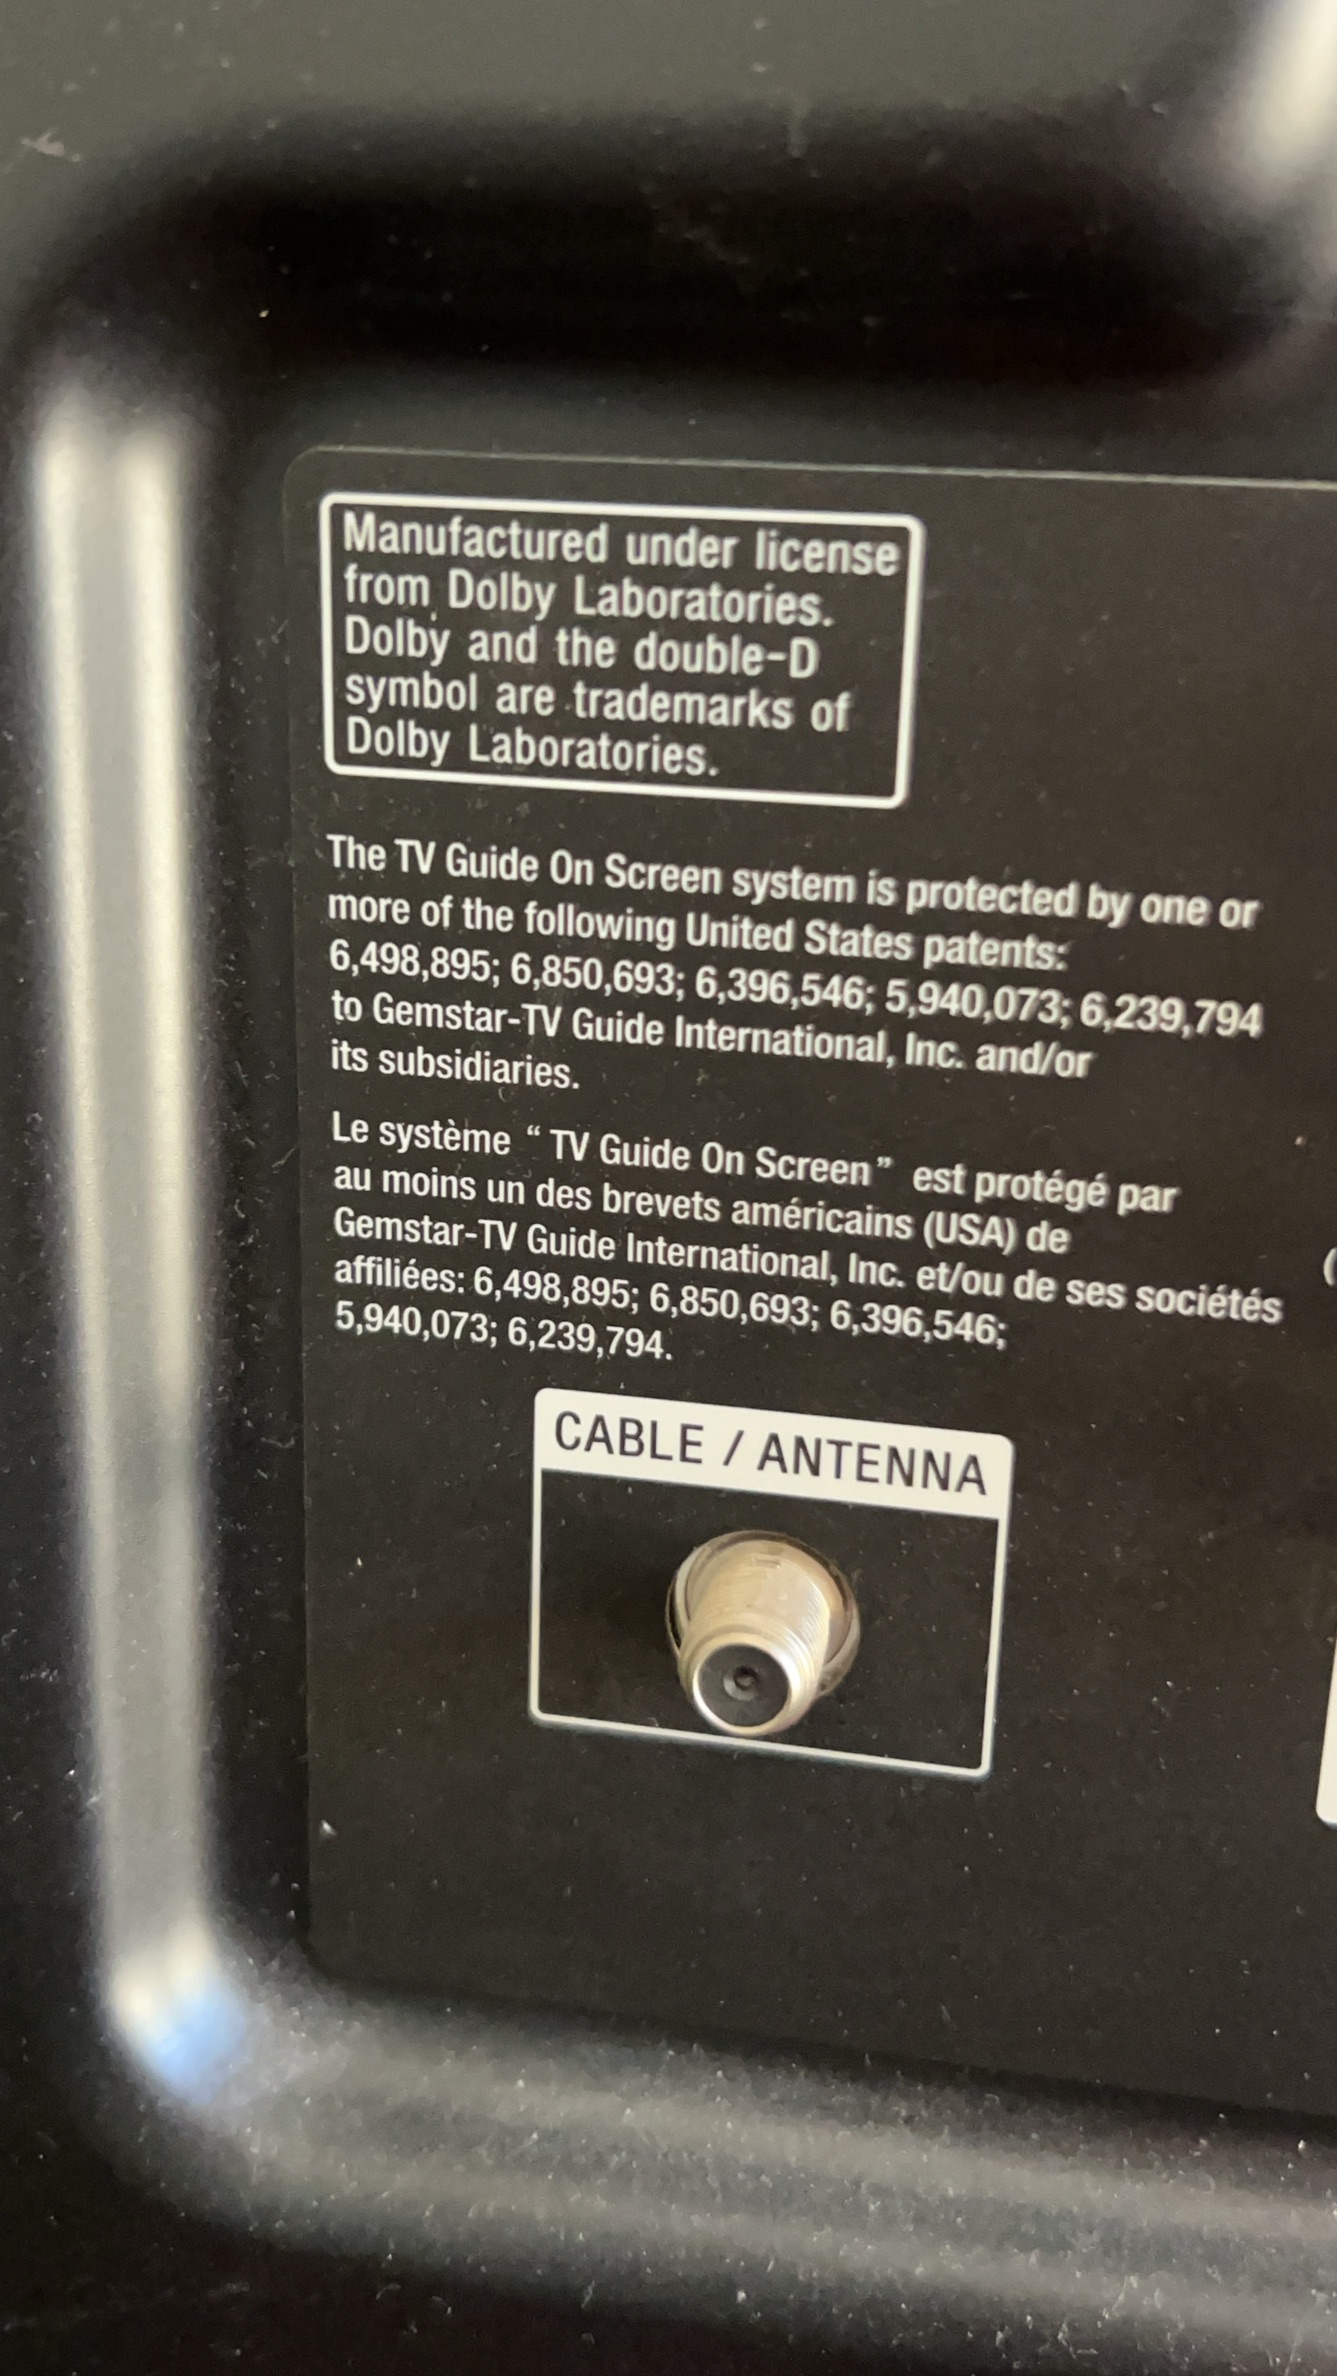 Manufactured under license
from Dolby Laboratories.
Dolby and the double-D
symbol are trademarks of
Dolby Laboratories.
The TV Guide On Screen system is protected by one or
more of the following United States patents:
6,498,895; 6,850,693; 6,396,546; 5,940,073; 6,239,794
to Gemstar-TV Guide International, Inc. and/or
its subsidiaries.
Le système “ TV Guide On Screen” est protégé par
au moins un des brevets américains (USA) de
Gemstar-TV Guide International, Inc. et/ou de ses sociétés
affiliées: 6,498,895; 6,850,693; 6,396,546;
5,940,073; 6,239,794.
CABLE / ANTENNA